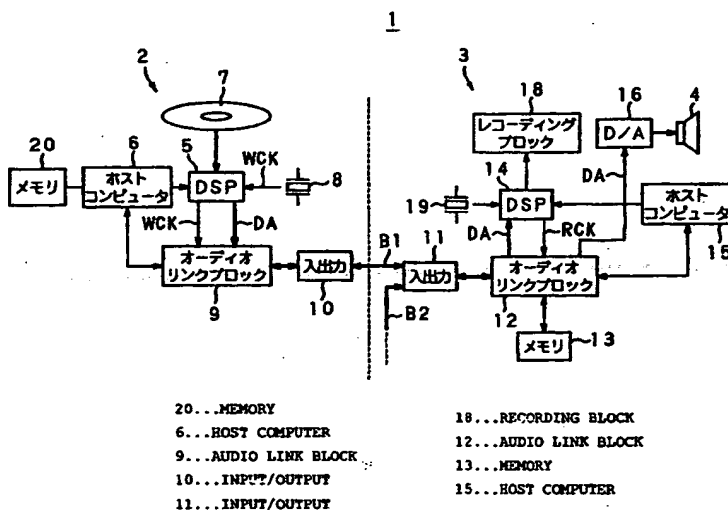 1
2
7
3
18
16
4
レコーディング
ブロック
D/A
20
6
5
WCK
メモリ
ホスト
コンピュータ
DSP
8
14
DA
ホスト
コンピュータ
19
DSP
WCK
DA
DA
RCK
15
B1
11
オーディオ
リンクブロック
入出力
入出力
オーディオ
リンクブロック
9
10
B2
12
メモリ
13
20...MEMORY
6...HOST COMPUTER
9...AUDIO LINK BLOCK
10...INPUT/OUTPUT
11...INPUT/OUTPUT
18...RECORDING BLOCK
12...AUDIO LINK BLOCK
13...MEMORY
15...HOST COMPUTER